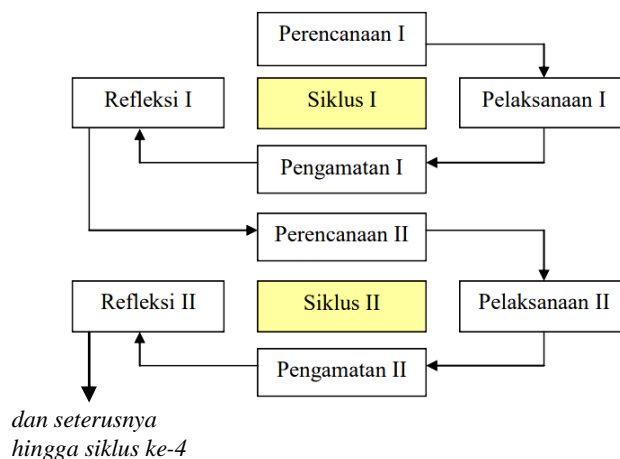 Perencanaan I
Refleksi I
Siklus I
Pelaksanaan I
Pengamatan I
Perencanaan II
Refleksi II
Siklus II
Pelaksanaan II
Pengamatan II
dan seterusnya
hingga siklus ke-4